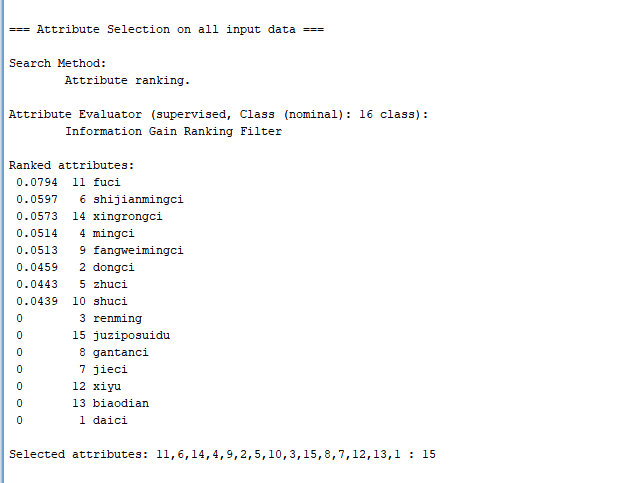 === Attribute Selection on all input data ===
Search Method:
Attribute ranking.
Attribute Evaluator (supervised, Class (nominal): 16 class):
Information Gain Ranking Filter
Ranked attributes:
0.0794 11 fuci
0.0597 6 shijianmingci
0.0573 14 xingrongci
0.0514 4 mingci
0.0513 9 fangweimingci
0.0459 2 dongci
0.0443 5 zhuci
0.0439 10 shuci
0 3 renming
0 15 juziposuidu
0 8 gantanci
0 7 jieci
0 12 xiyu
0 13 biaodian
0 1 daici
Selected attributes: 11,6,14,4,9,2,5,10,3,15,8,7,12,13,1 : 15